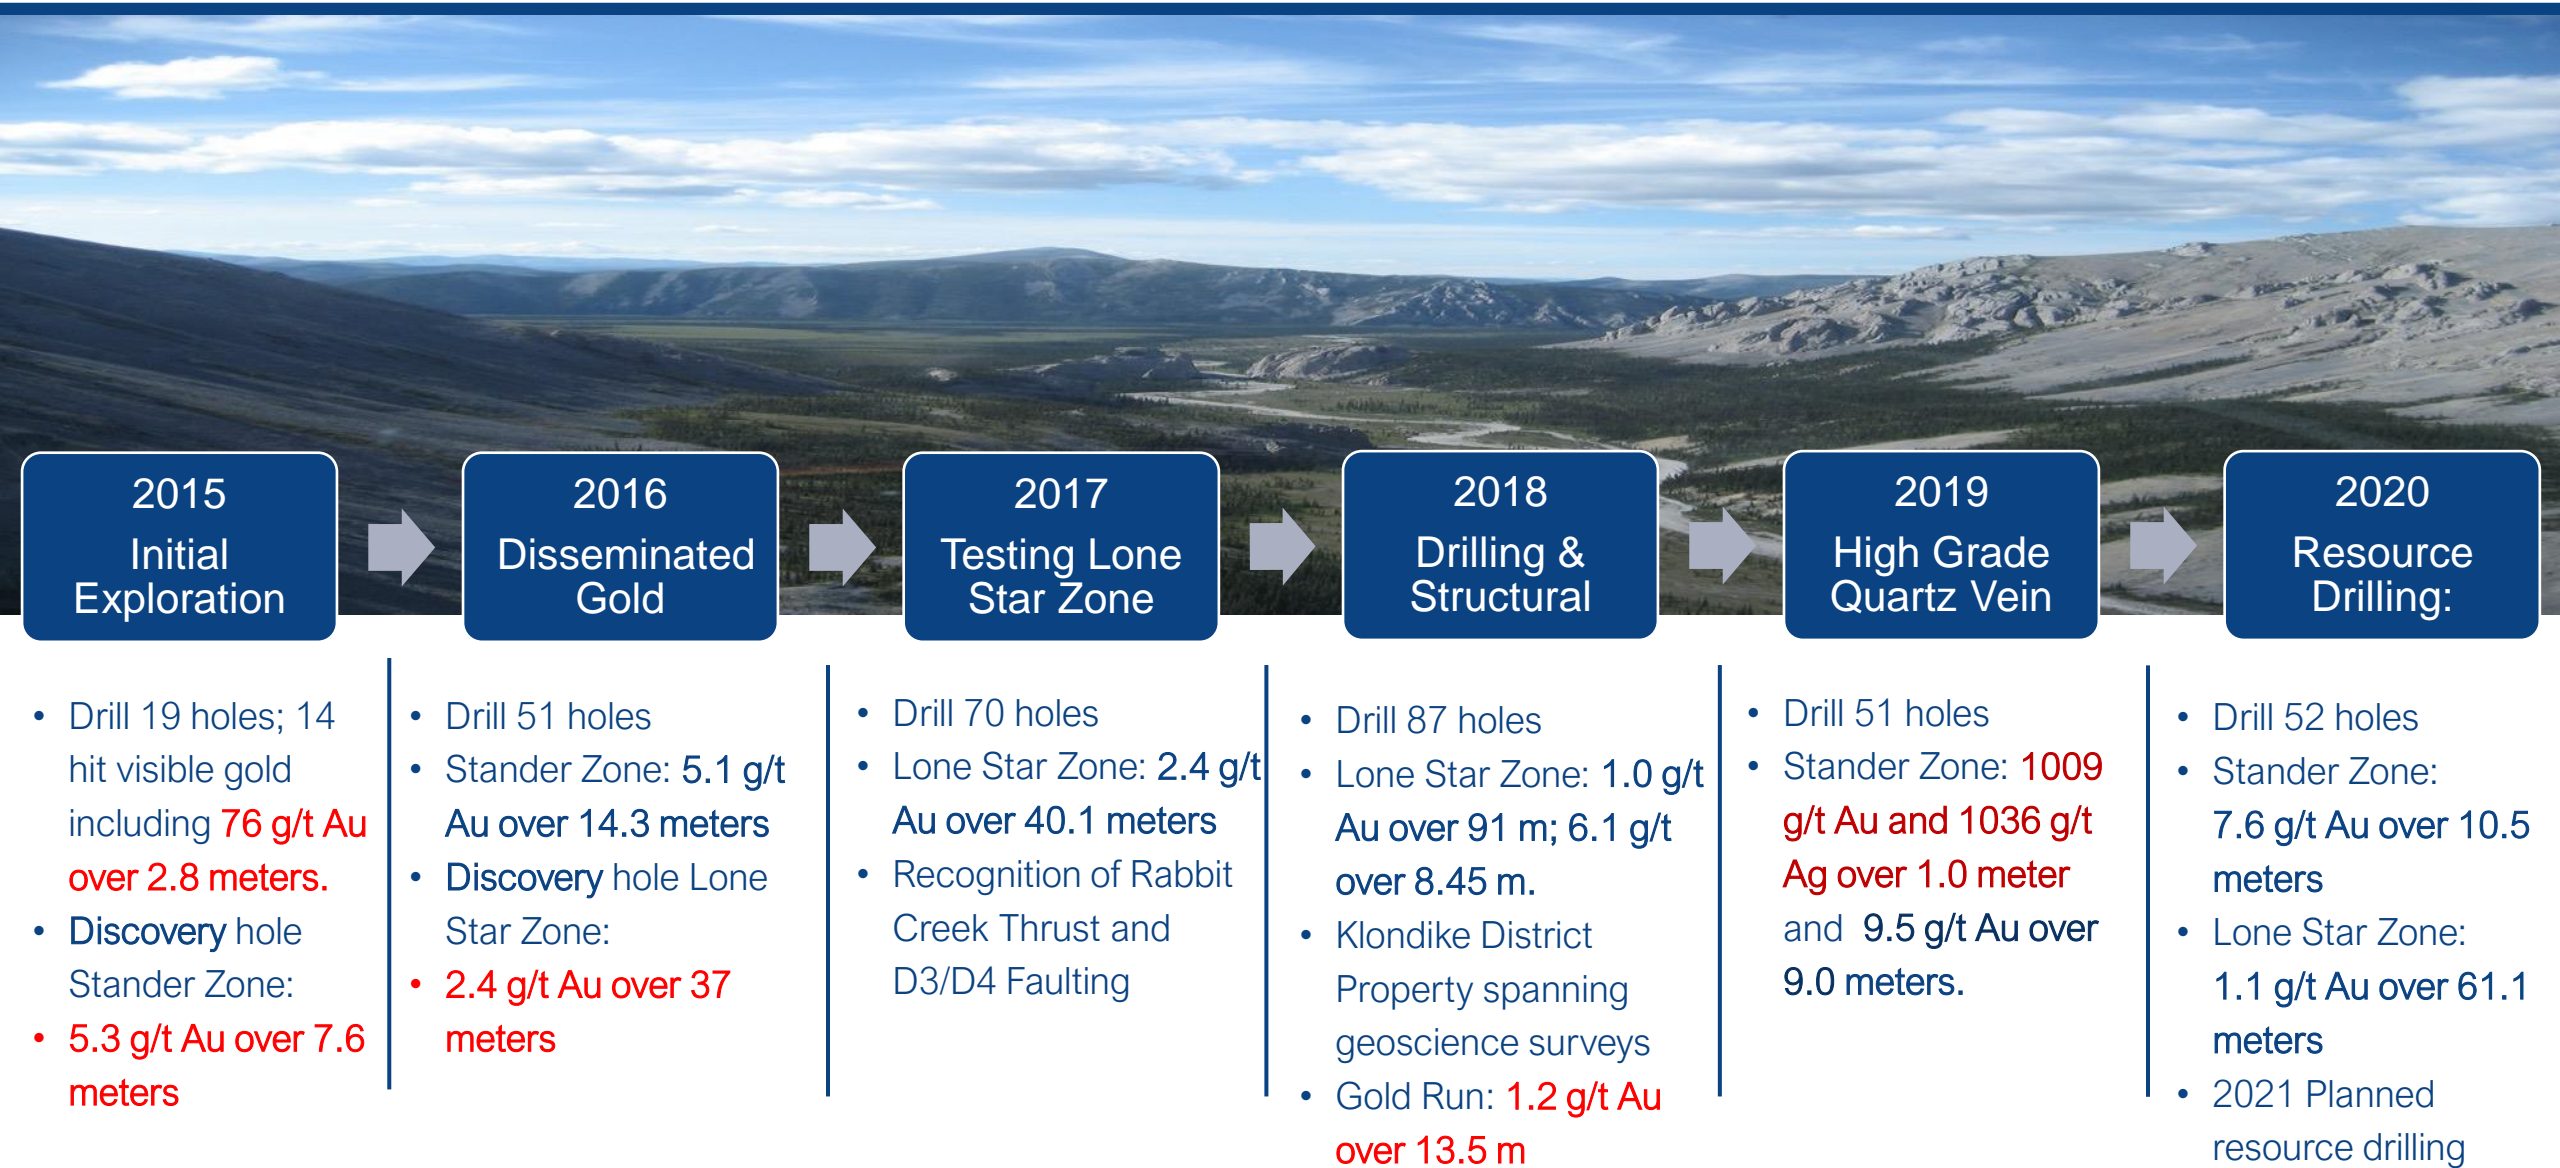 2015
Initial
Exploration
2016
Disseminated
Gold
2017
Testing Lone
Star Zone
2018
Drilling &
Structural
2019
High Grade
Quartz Vein
2020
Resource
Drilling:
• Drill 19 holes; 14
hit visible gold
including 76 g/t Au
over 2.8 meters.
• Discovery hole
Stander Zone:
• 5.3 g/t Au over 7.6
meters
• Drill 51 holes
• Stander Zone: 5.1 g/t
Au over 14.3 meters
• Discovery hole Lone
Star Zone:
• 2.4 g/t Au over 37
meters
• Drill 70 holes
• Lone Star Zone: 2.4 g/t
Au over 40.1 meters
• Recognition of Rabbit
Creek Thrust and
D3/D4 Faulting
• Drill 87 holes
• Lone Star Zone: 1.0 g/t
Au over 91 m; 6.1 g/t
over 8.45 m.
• Klondike District
Property spanning
geoscience surveys
• Gold Run: 1.2 g/t Au
over 13.5 m
• Drill 51 holes
• Stander Zone: 1009
g/t Au and 1036 g/t
Ag over 1.0 meter
and 9.5 g/t Au over
9.0 meters.
• Drill 52 holes
• Stander Zone:
7.6 g/t Au over 10.5
meters
• Lone Star Zone:
1.1 g/t Au over 61.1
meters
• 2021 Planned
resource drilling